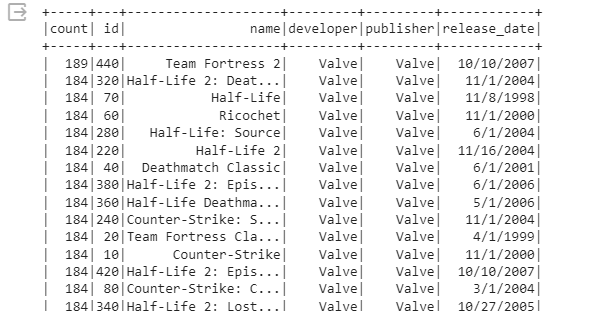 +-----+---+--------------------+---------+---------+------------+
|count| id|                name|developer|publisher|release_date|
+-----+---+--------------------+---------+---------+------------+
|  189|440|     Team Fortress 2|    Valve|    Valve|  10/10/2007|
|  184|320|Half-Life 2: Deat...|    Valve|    Valve|   11/1/2004|
|  184| 70|           Half-Life|    Valve|    Valve|   11/8/1998|
|  184| 60|            Ricochet|    Valve|    Valve|   11/1/2000|
|  184|280|   Half-Life: Source|    Valve|    Valve|    6/1/2004|
|  184|220|         Half-Life 2|    Valve|    Valve|  11/16/2004|
|  184| 40|  Deathmatch Classic|    Valve|    Valve|    6/1/2001|
|  184|380|Half-Life 2: Epis...|    Valve|    Valve|    6/1/2006|
|  184|360|Half-Life Deathma...|    Valve|    Valve|    5/1/2006|
|  184|240|Counter-Strike: S...|    Valve|    Valve|   11/1/2004|
|  184| 20|Team Fortress Cla...|    Valve|    Valve|    4/1/1999|
|  184| 10|      Counter-Strike|    Valve|    Valve|   11/1/2000|
|  184|420|Half-Life 2: Epis...|    Valve|    Valve|  10/10/2007|
|  184| 80|Counter-Strike: C...|    Valve|    Valve|    3/1/2004|
|  184|340|Half-Life 2: Lost...|    Valve|    Valve|  10/27/2005|